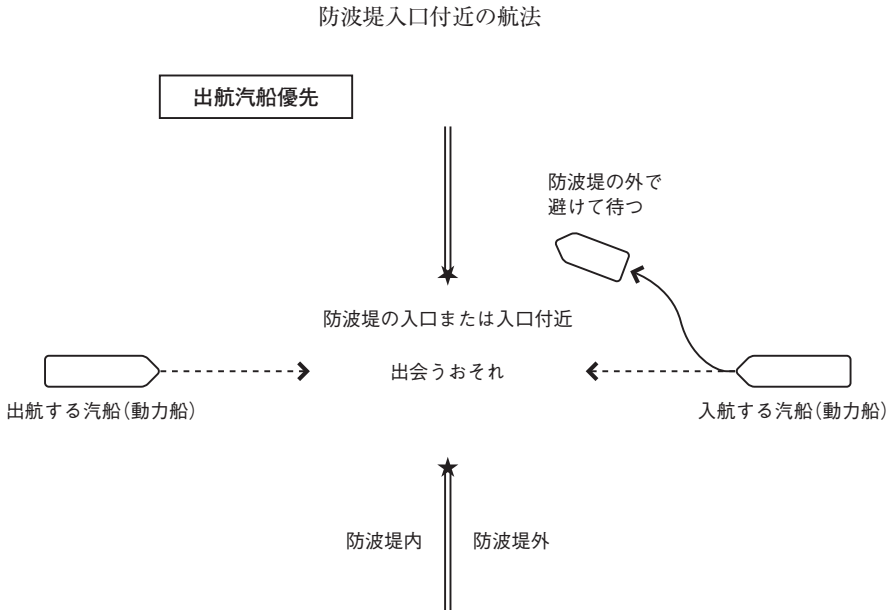 防波堤入口付近の航法
出航汽船優先
防波堤の外で
避けて待つ
防波堤の入口または入口付近
出会うおそれ
出航する汽船(動力船)
入航する汽船(動力船)
防波堤内
防波堤外